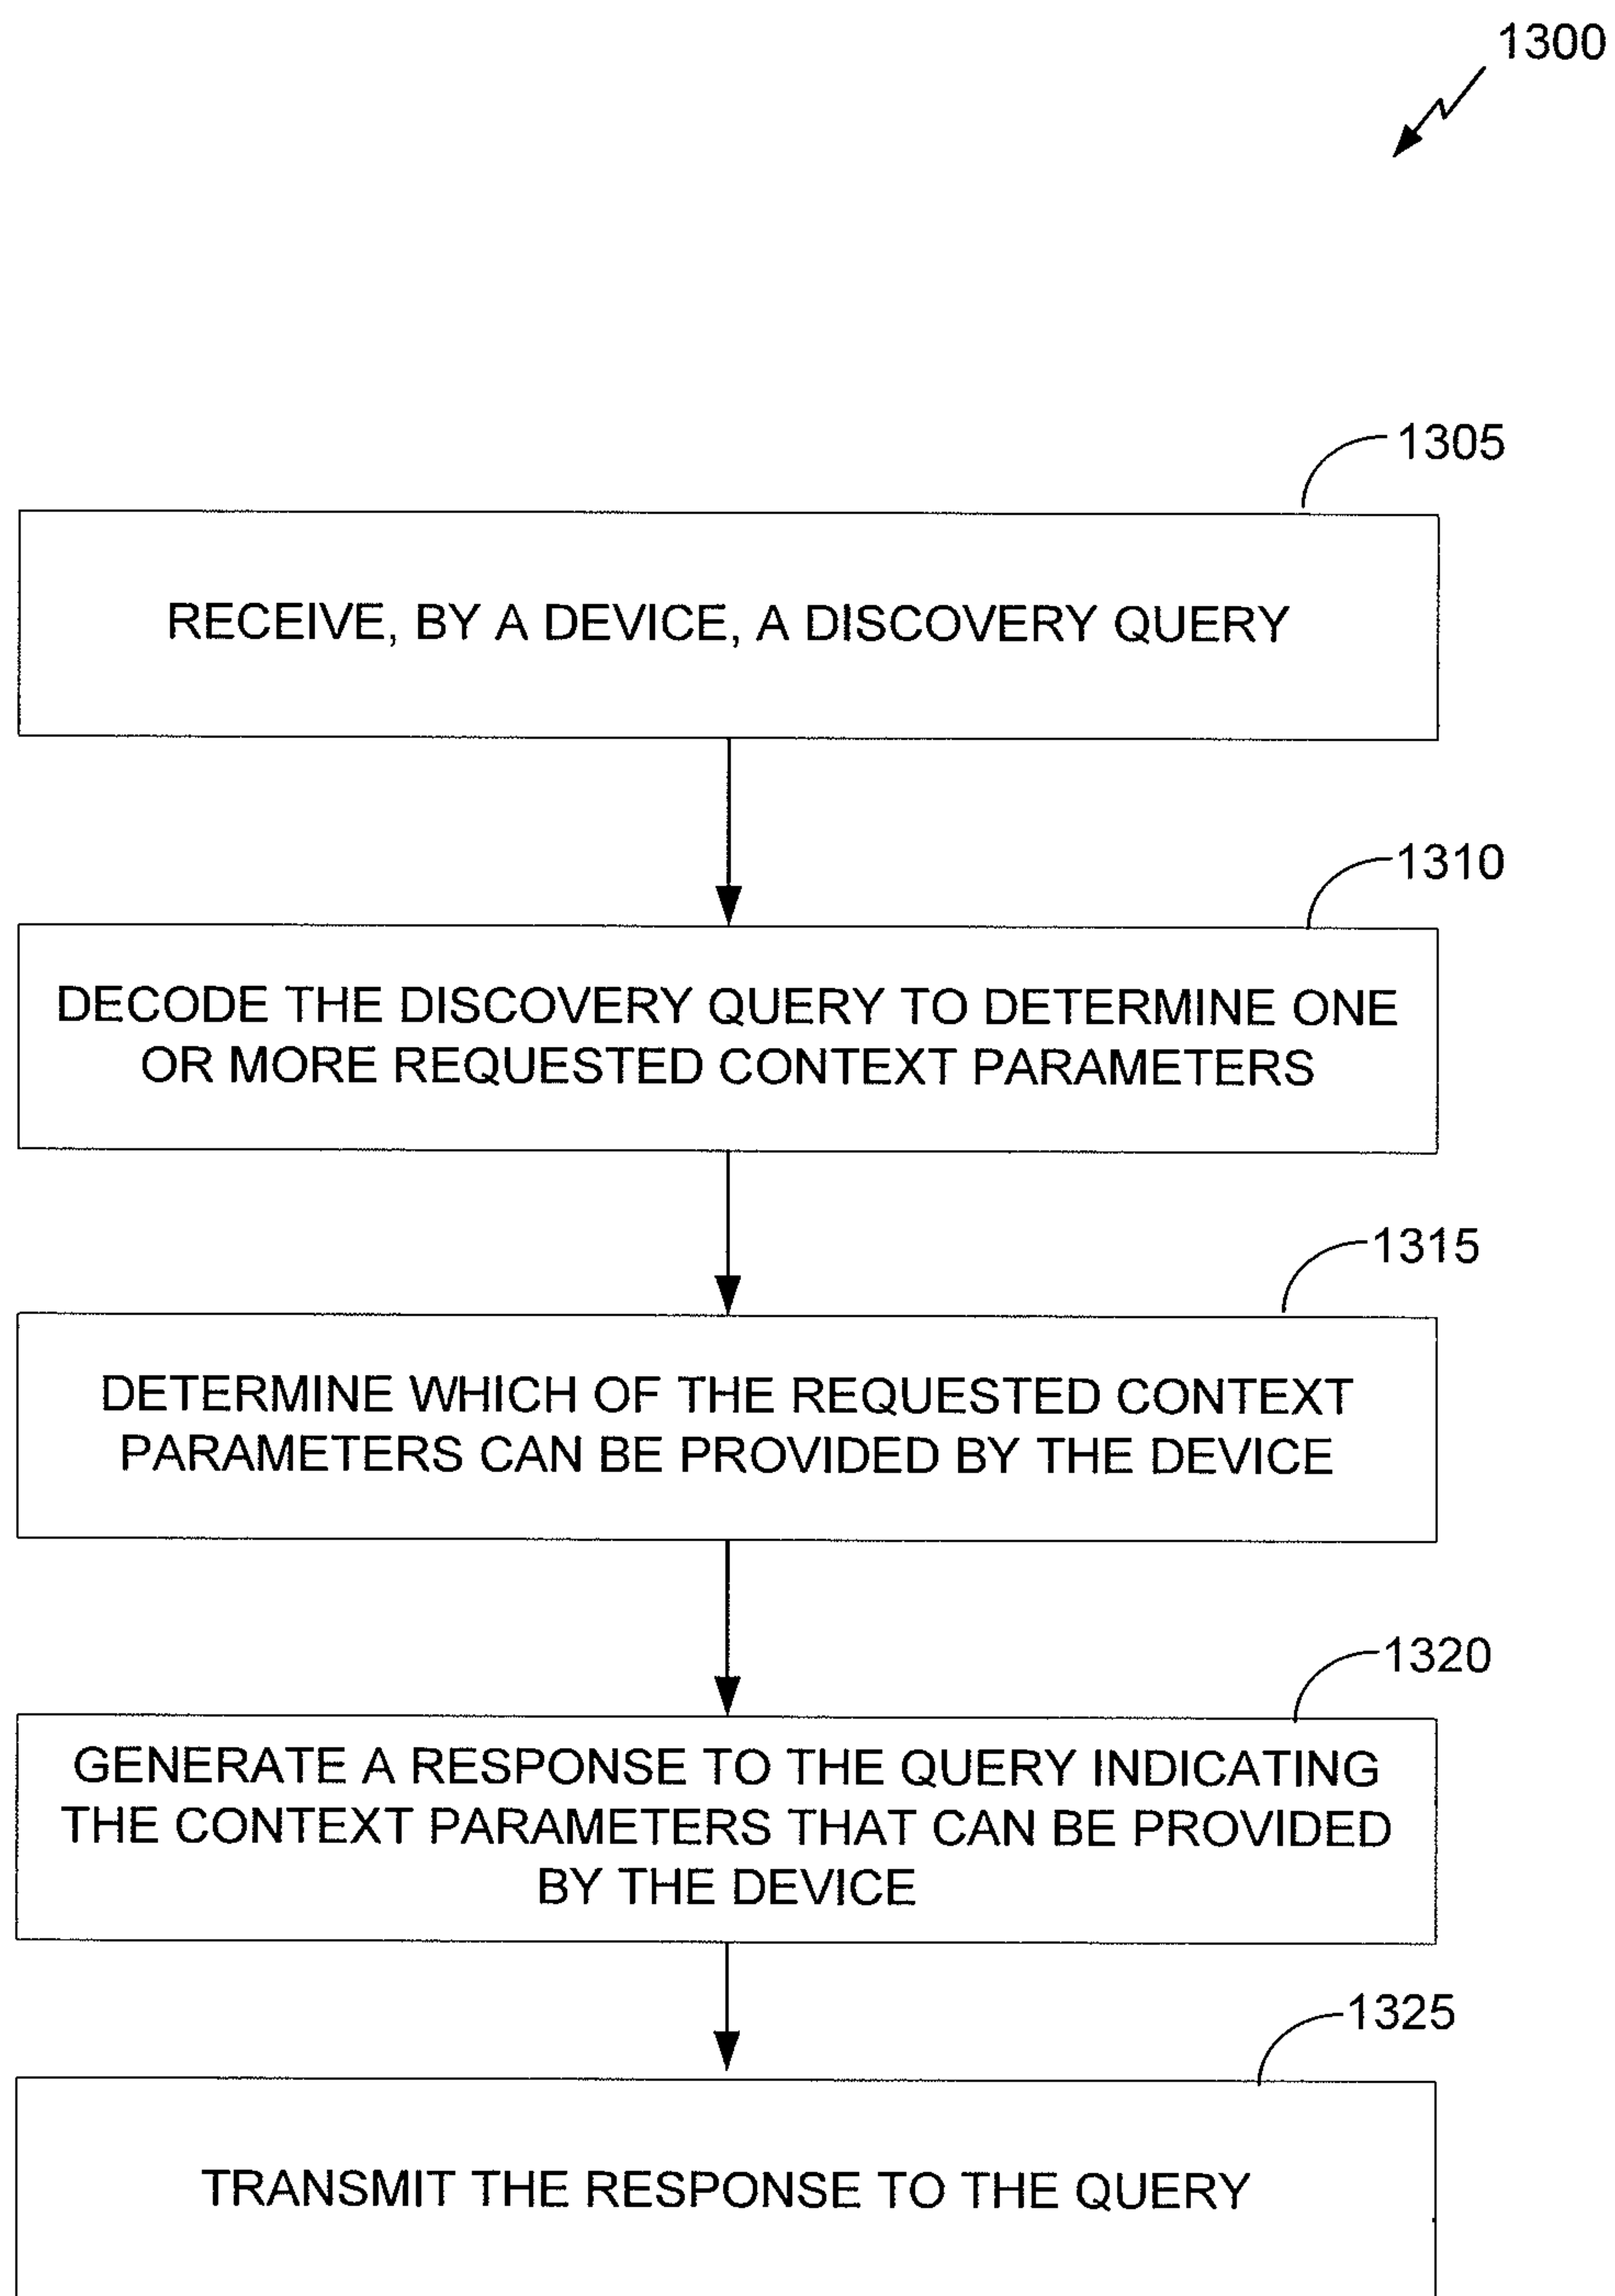 1300
1305
RECEIVE, BY A DEVICE, A DISCOVERY QUERY
1310
DECODE THE DISCOVERY QUERY TO DETERMINE ONE
OR MORE REQUESTED CONTEXT PARAMETERS
1315
DETERMINE WHICH OF THE REQUESTED CONTEXT
PARAMETERS CAN BE PROVIDED BY THE DEVICE
1320
GENERATE A RESPONSE TO THE QUERY INDICATING
THE CONTEXT PARAMETERS THAT CAN BE PROVIDED
BY THE DEVICE
1325
TRANSMIT THE RESPONSE TO THE QUERY